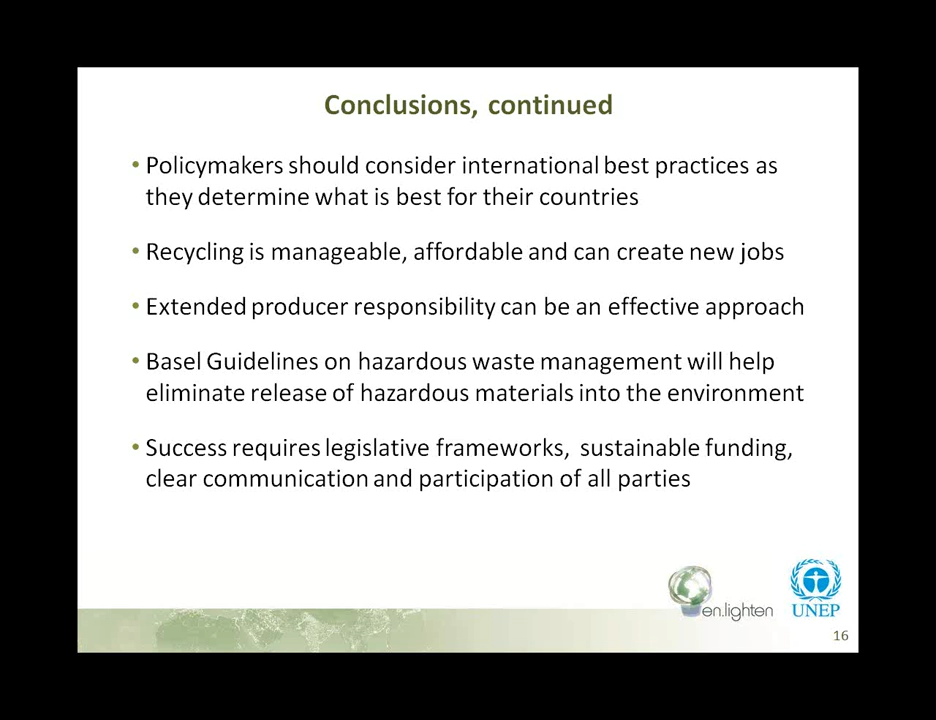 Conclusions, continued
• Policymakers should consider international best practices as
they determine what is best for their countries
• Recycling is manageable, affordable and can create new jobs
• Extended producer responsibility can be an effective approach
• Basel Guidelines on hazardous waste management will help
eliminate release of hazardous materials into the environment
• Success requires legislative frameworks,  sustainable funding,
clear communication and participation of all parties
en.lighten
UNEP
16